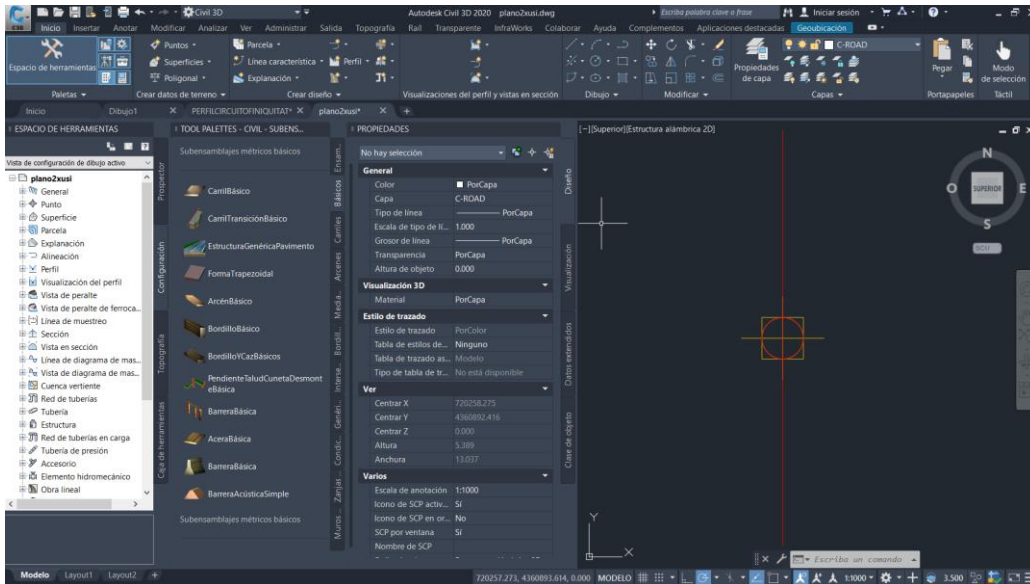 Civil 3D
Autodesk Civil 3D 2020 plano2.dwg
Escriba palabra clave o frase
Iniciar sesión
Inicio Insertar Anotar Modificar Analizar Ver Administrar Salida Topografía Rail Transparente InfraWorks Colaborar Ayuda Complementos Aplicaciones destacadas Geoubicación
Espacio de herramientas
Puntos
Superficies
Poligonal
Parcela
Línea característica
Explanación
Perfil
Propiedades de capa
C-ROAD
Pegar
Modo de selección
Paletas
Crear datos de terreno
Crear diseño
Visualizaciones del perfil y vistas en sección
Dibujo
Modificar
Capas
Portapapeles
Táctil
Inicio
Dibujo1
PERFILCIRCUITOFINIQUITAT*
plano2xusi*
ESPACIO DE HERRAMIENTAS
Vista de configuración de dibujo activo
plano2xusi
General
Punto
Superficie
Parcela
Explanación
Alineación
Perfil
Visualización del perfil
Vista de peralte
Vista de peralte de ferroca...
Línea de muestreo
Sección
Vista en sección
Línea de diagrama de mas...
Vista de diagrama de mas...
Cuenca vertiente
Red de tuberías
Tubería
Estructura
Red de tuberías en carga
Tubería de presión
Accesorio
Elemento hidromecánico
Obra lineal
Prospector
Configuración
Topografía
Caja de herramientas
TOOL PALETTES - CIVIL - SUBENS...
Subensamblajes métricos básicos
CarrilBásico
CarrilTransiciónBásico
EstructuraGenéricaPavimento
FormaTrapezoidal
ArcénBásico
BordilloBásico
BordilloYCazBásicos
PendienteTaludCunetaDesmont
eBásica
BarreraBásica
AceraBásica
BarreraBásica
BarreraAcústicaSimple
Subensamblajes métricos básicos
Ensam...
Básicos
Carriles
Arcenes
Media...
Bordill...
Interse...
Genéri...
Condic...
Zanjas ...
Muros ...
PROPIEDADES
No hay selección
General
Color PorCapa
Capa C-ROAD
Tipo de línea PorCapa
Escala de tipo de lí... 1.000
Grosor de línea PorCapa
Transparencia PorCapa
Altura de objeto 0.000
Visualización 3D
Material PorCapa
Estilo de trazado
Estilo de trazado PorColor
Tabla de estilos de... Ninguno
Tabla de trazado as... Modelo
Tipo de tabla de tr... No está disponible
Ver
Centrar X 720258.275
Centrar Y 4360892.416
Centrar Z 0.000
Altura 5.389
Anchura 13.037
Varios
Escala de anotación 1:1000
Icono de SCP activ... Sí
Icono de SCP en or... No
SCP por ventana Sí
Nombre de SCP
Diseño
Visualización
Datos extendidos
Clase de objeto
[−][Superior][Estructura alámbrica 2D]
N
O SUPERIOR E
S
Y
X
Escriba un comando
Modelo Layout1 Layout2 +
720257.273, 4360893.614, 0.000 MODELO 1:1000 3.500